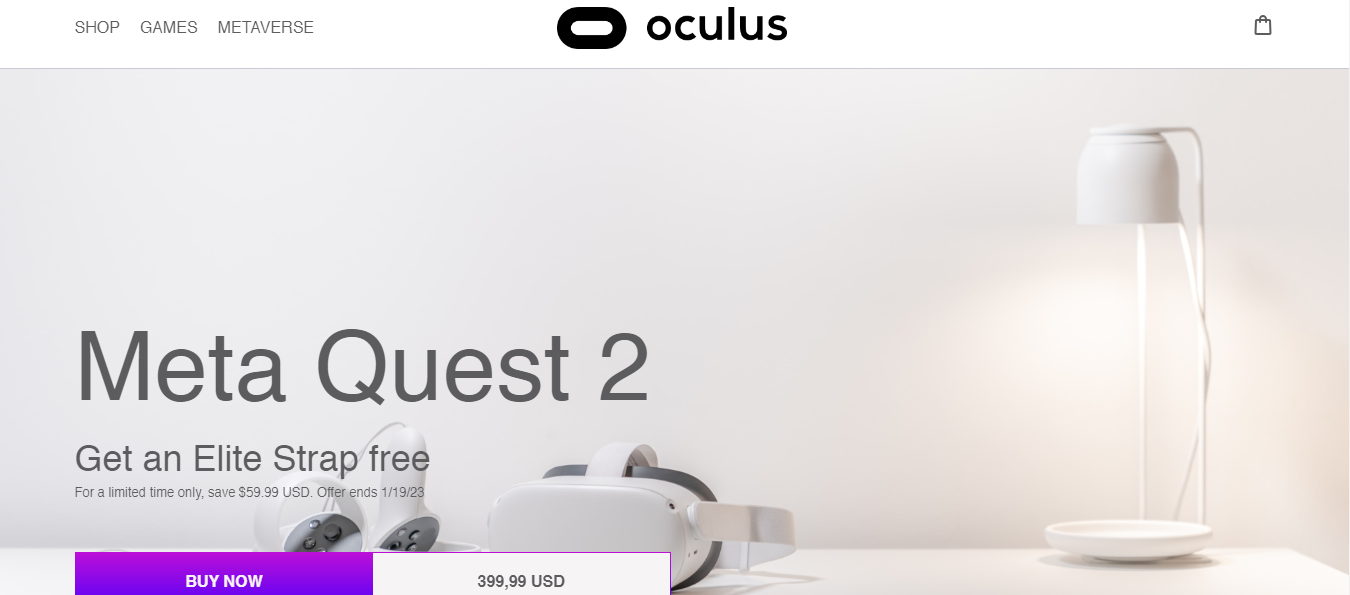 SHOP GAMES METAVERSE oculus
Meta Quest 2
Get an Elite Strap free
For a limited time only, save $59.99 USD. Offer ends 1/19/23
BUY NOW 399,99 USD